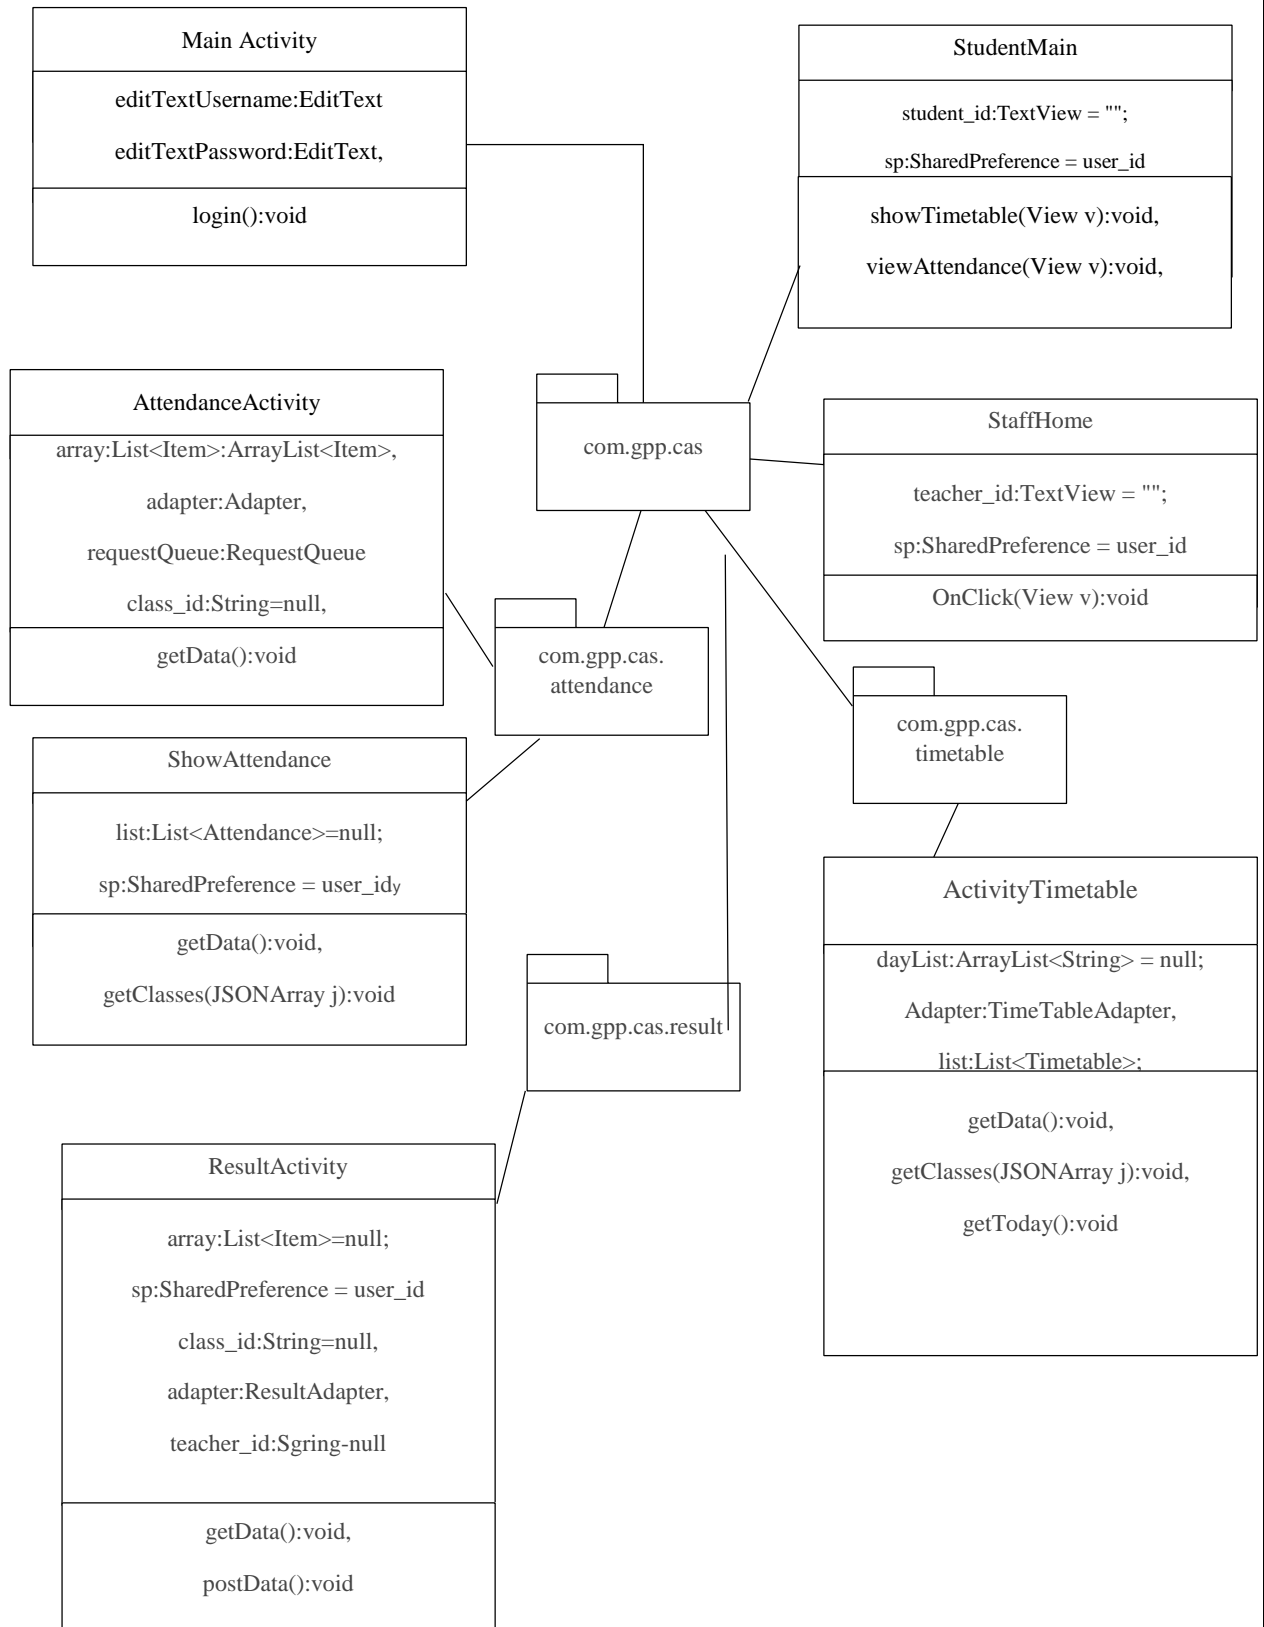 Main Activity
editTextUsername:EditText
editTextPassword:EditText,
login():void
StudentMain
student_id:TextView = "";
sp:SharedPreference = user_id
showTimetable(View v):void,
viewAttendance(View v):void,
AttendanceActivity
array:List<Item>:ArrayList<Item>,
adapter:Adapter,
requestQueue:RequestQueue
class_id:String=null,
getData():void
com.gpp.cas
StaffHome
teacher_id:TextView = "";
sp:SharedPreference = user_id
OnClick(View v):void
com.gpp.cas.
attendance
com.gpp.cas.
timetable
ShowAttendance
list:List<Attendance>=null;
sp:SharedPreference = user_idy
getData():void,
getClasses(JSONArray j):void
com.gpp.cas.result
ActivityTimetable
dayList:ArrayList<String> = null;
Adapter:TimeTableAdapter,
list:List<Timetable>;
getData():void,
getClasses(JSONArray j):void,
getToday():void
ResultActivity
array:List<Item>=null;
sp:SharedPreference = user_id
class_id:String=null,
adapter:ResultAdapter,
teacher_id:Sgring-null
getData():void,
postData():void